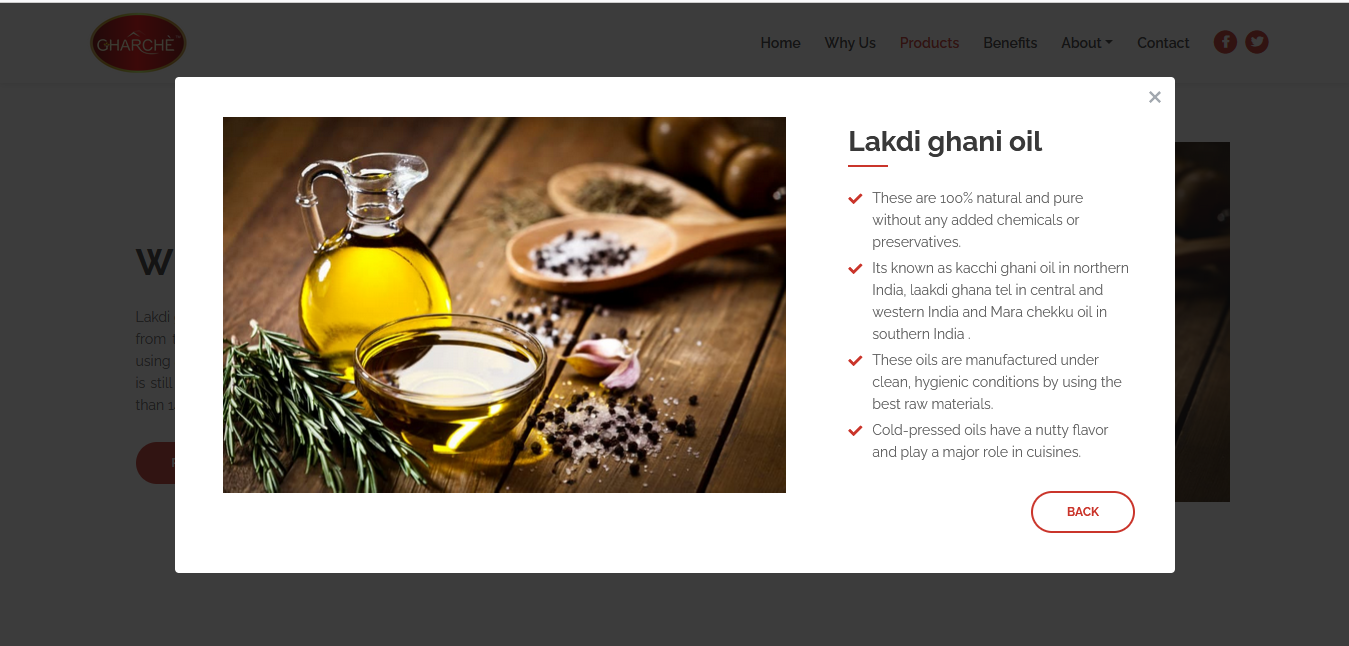 GHARCHÈ
Home Why Us Products Benefits About Contact
Lakdi ghani oil
These are 100% natural and pure
without any added chemicals or
preservatives.
Its known as kacchi ghani oil in northern
India, laakdi ghana tel in central and
western India and Mara chekku oil in
southern India .
These oils are manufactured under
clean, hygienic conditions by using the
best raw materials.
Cold-pressed oils have a nutty flavor
and play a major role in cuisines.
BACK
W
Lakdi
from
using
is still
than 1